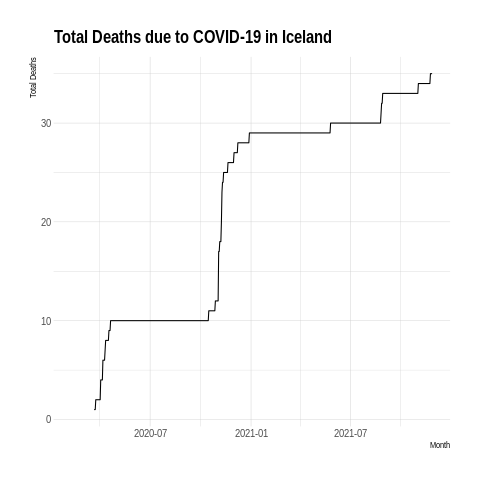 Total Deaths due to COVID-19 in Iceland
Total Deaths
30
20
10
0
2020-07 2021-01 2021-07
Month